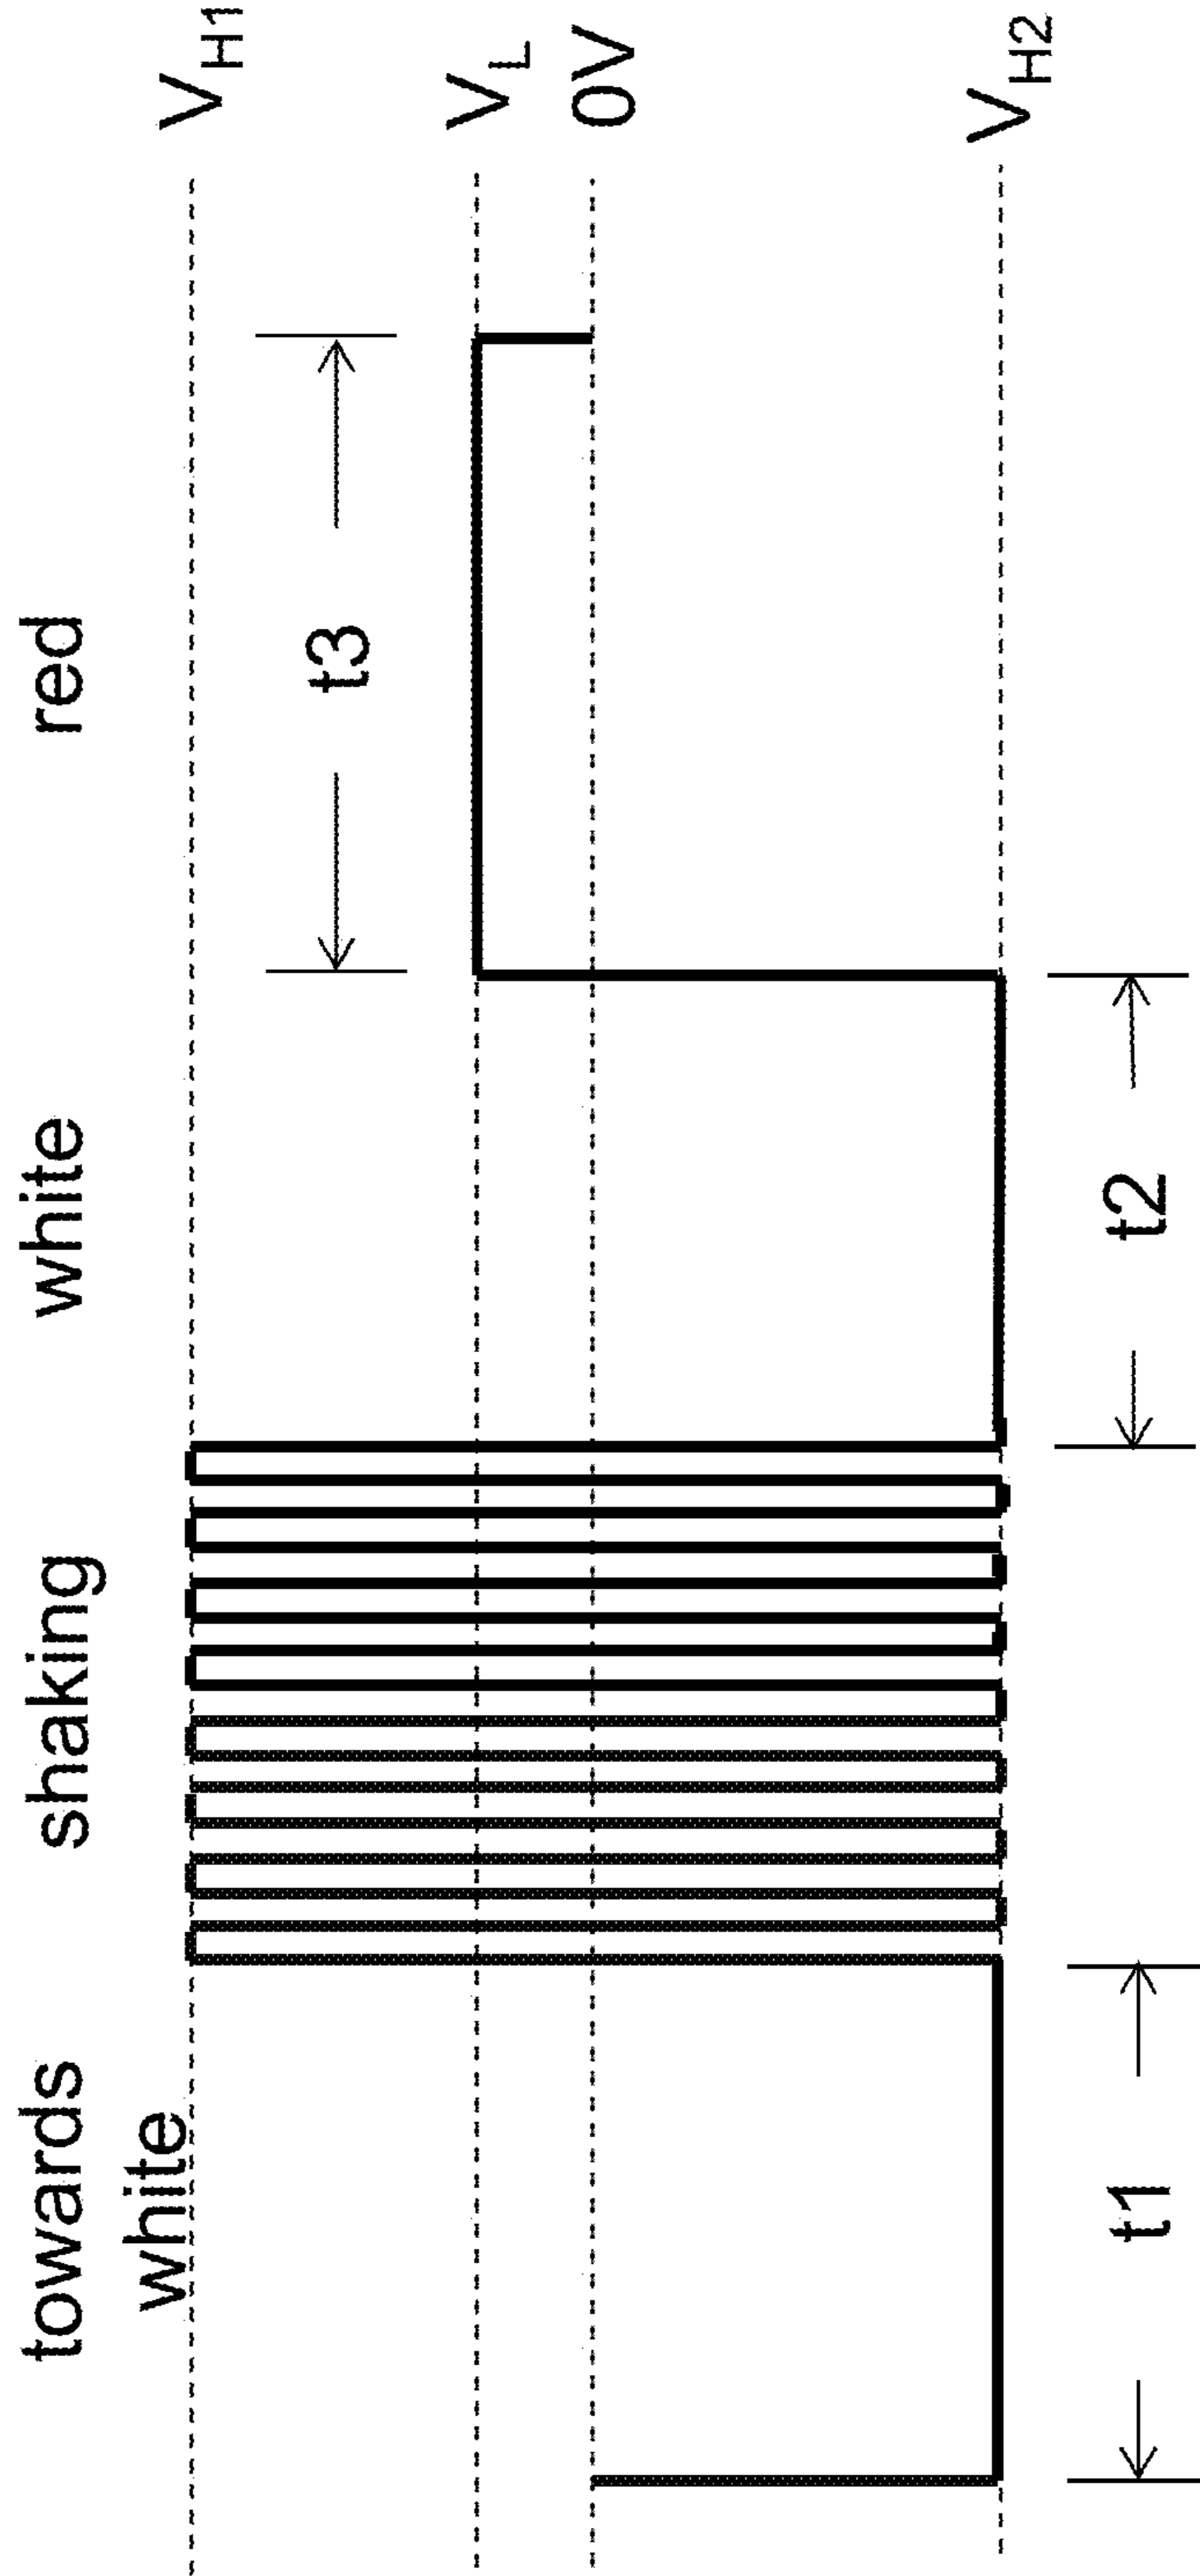 towards
white
shaking
white
red
V_H1
t3
V_L
0V
V_H2
t1
t2